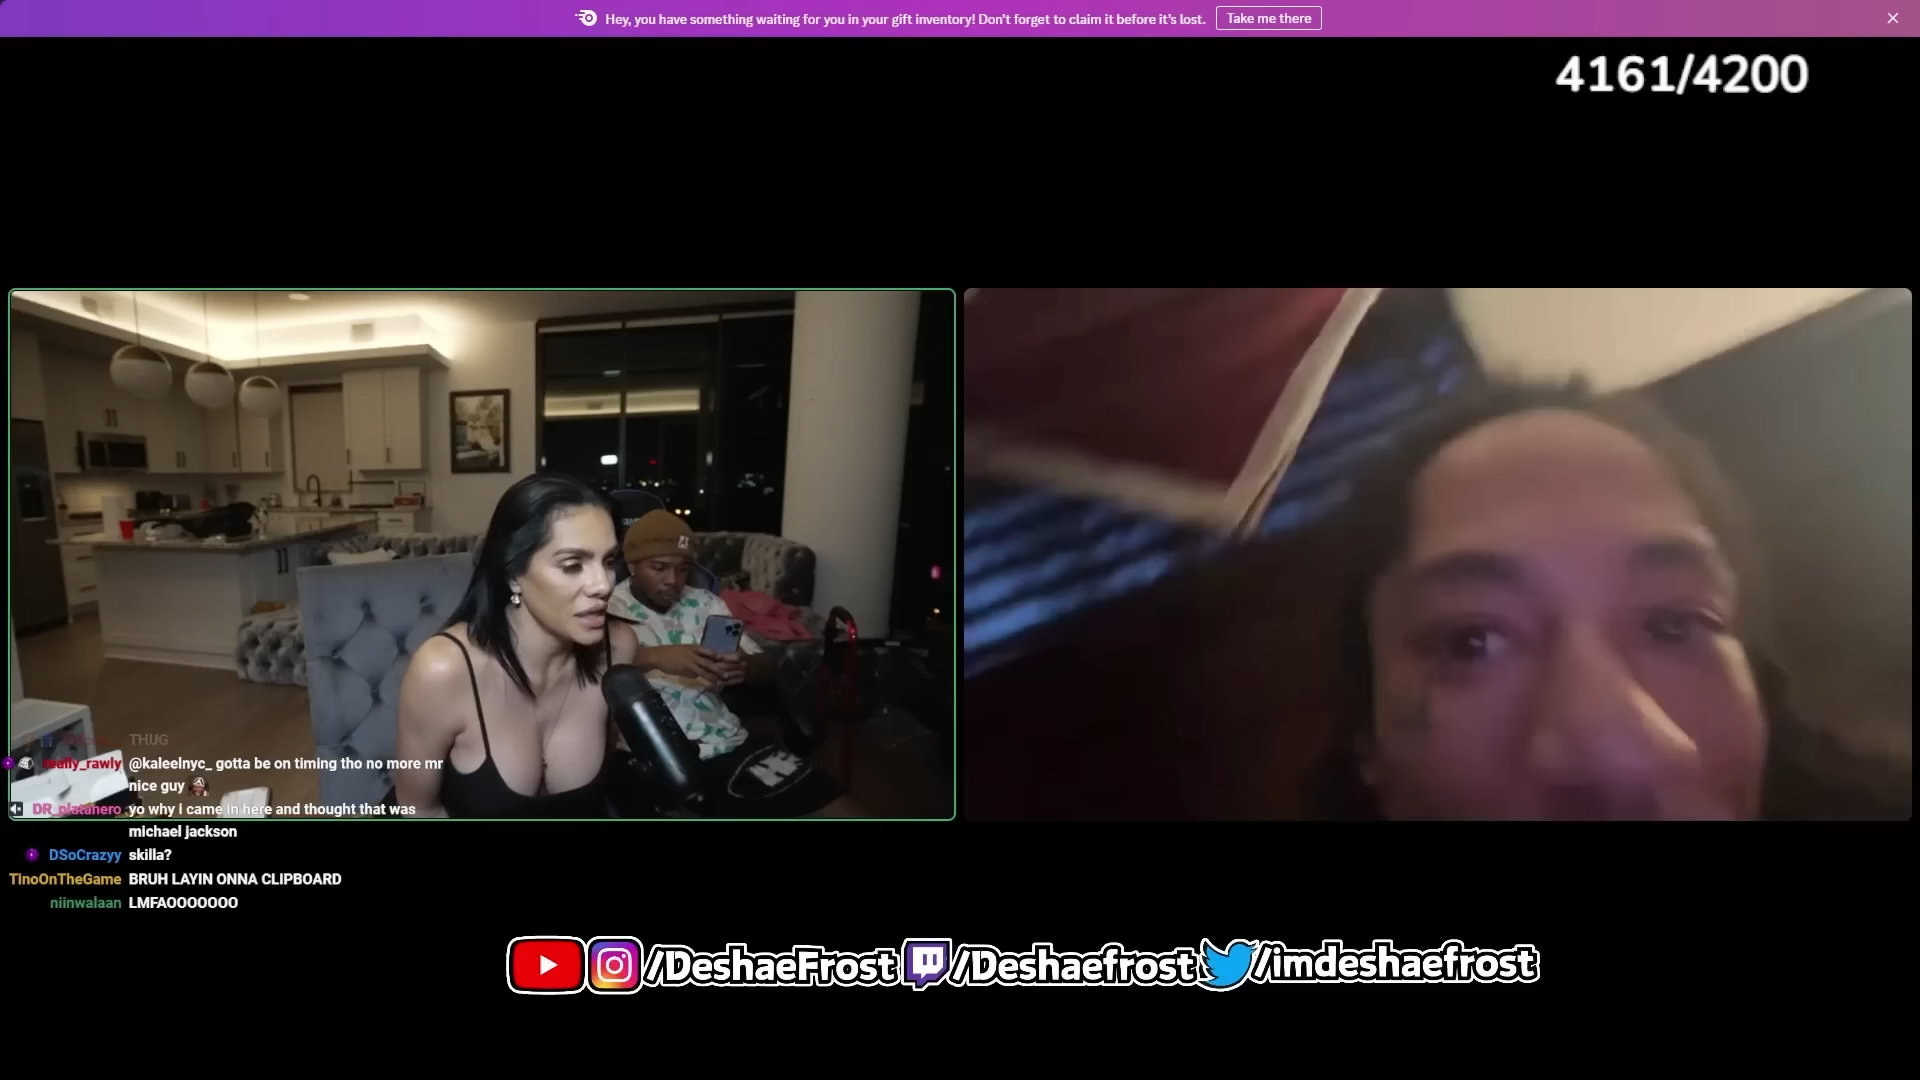 Hey, you have something waiting for you in your gift inventory! Don't forget to claim it before it's lost. Take me there
4161/4200
THUG
really_rawly @kaleelnyc_ gotta be on timing tho no more mr
nice guy
DR_platanero yo why i came in here and thought that was
michael jackson
DSoCrazyy skilla?
TinoOnTheGame BRUH LAYIN ONNA CLIPBOARD
niinwalaan LMFAOOOOOOO
/DeshaeFrost /Deshaefrost /imdeshaefrost